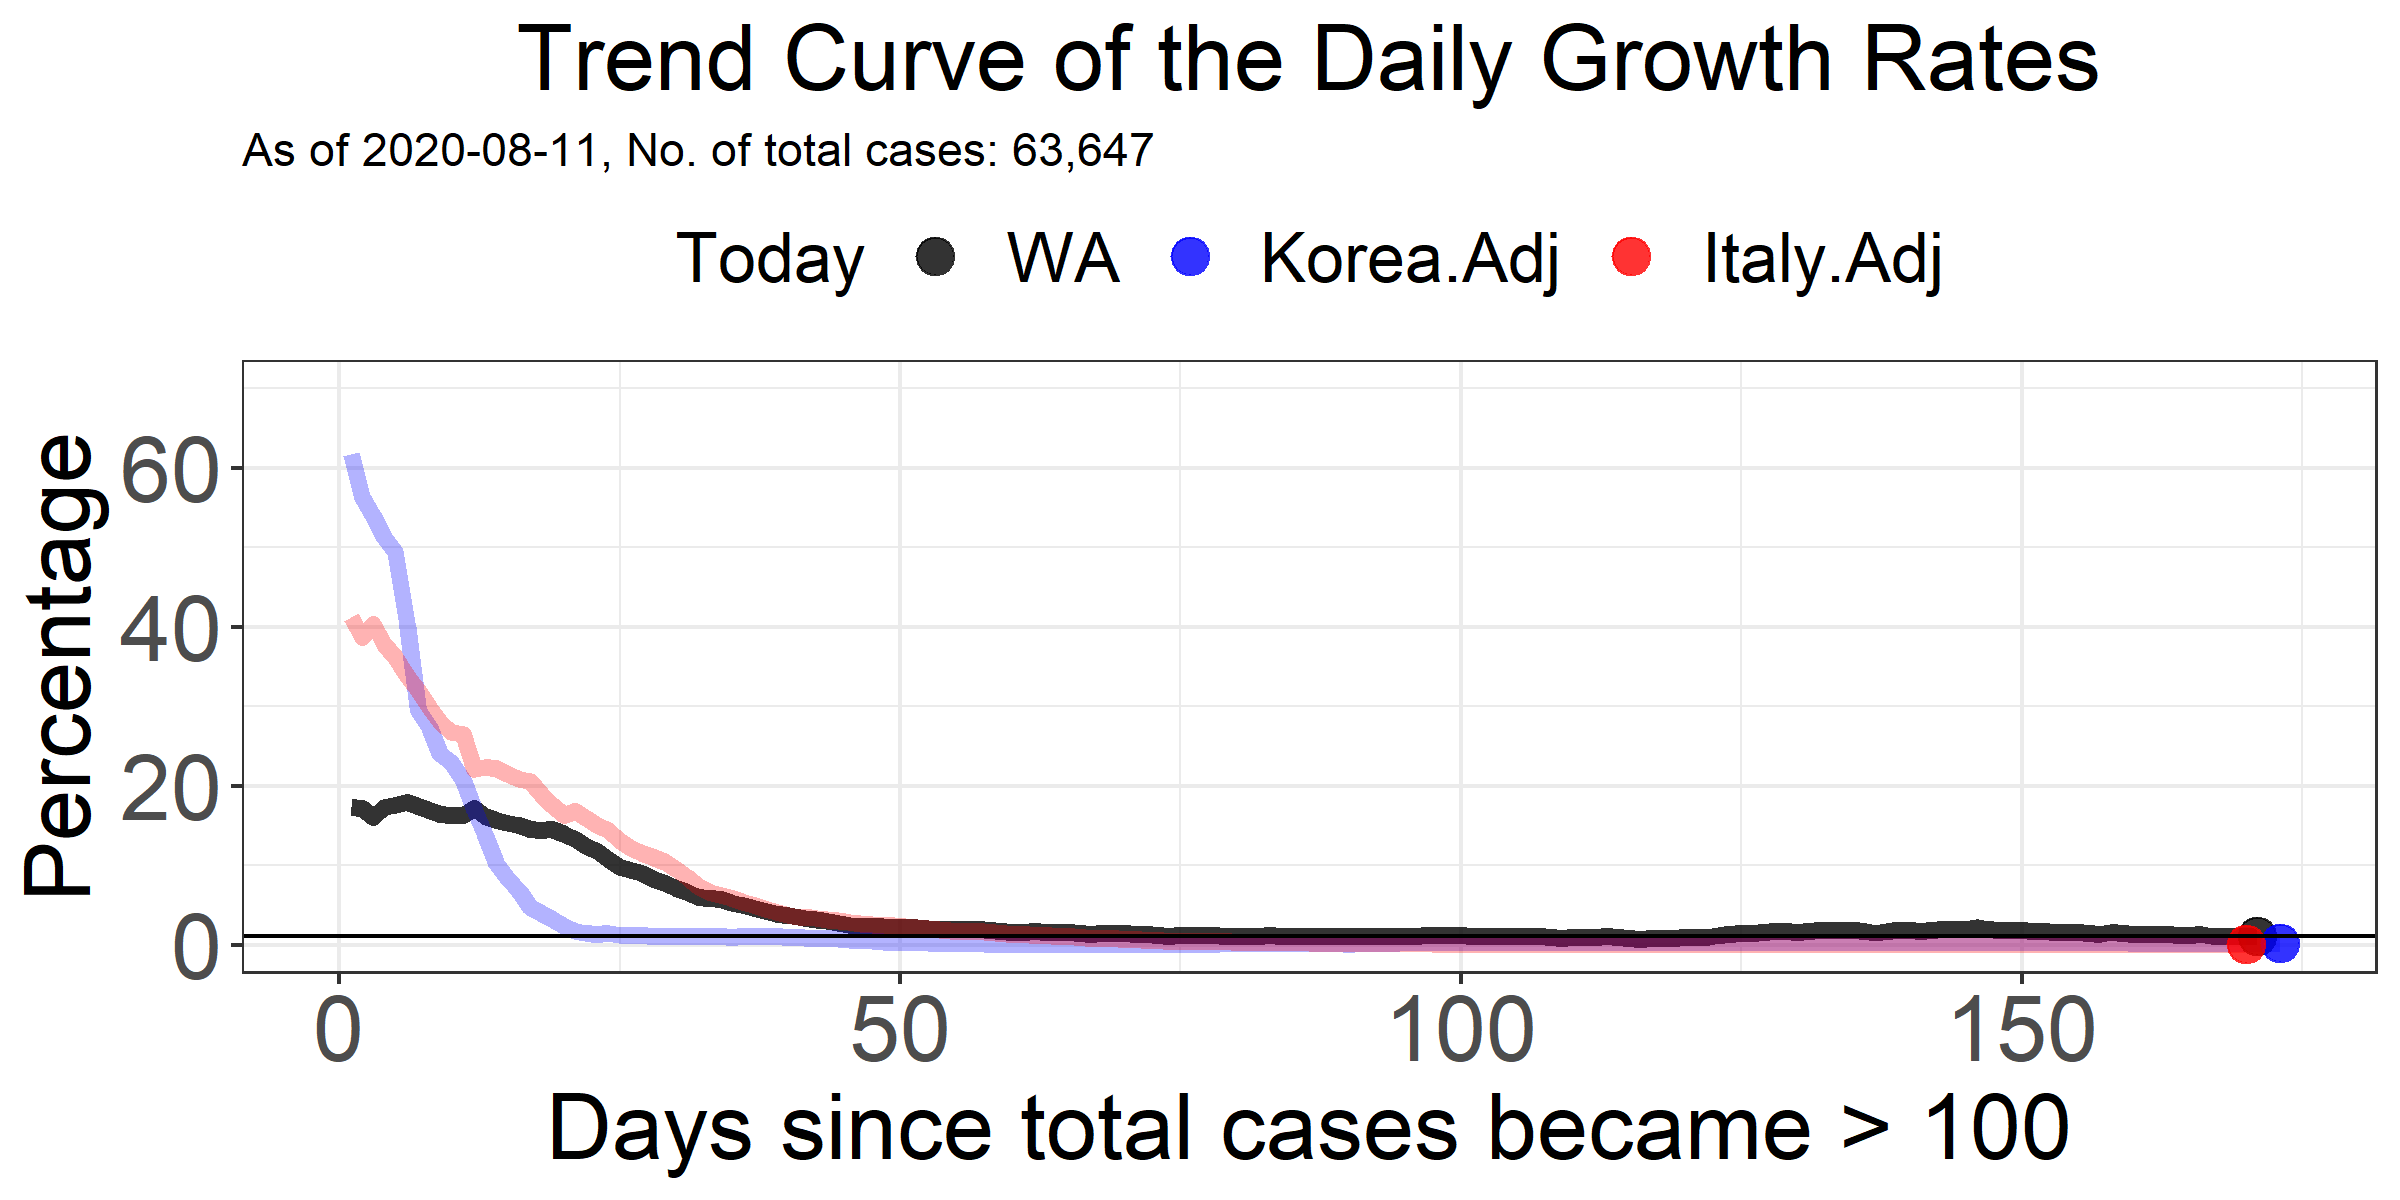 Trend Curve of the Daily Growth Rates
As of 2020-08-11, No. of total cases: 63,647
Today WA Korea.Adj Italy.Adj
Percentage
60
40
20
0
0 50 100 150
Days since total cases became > 100